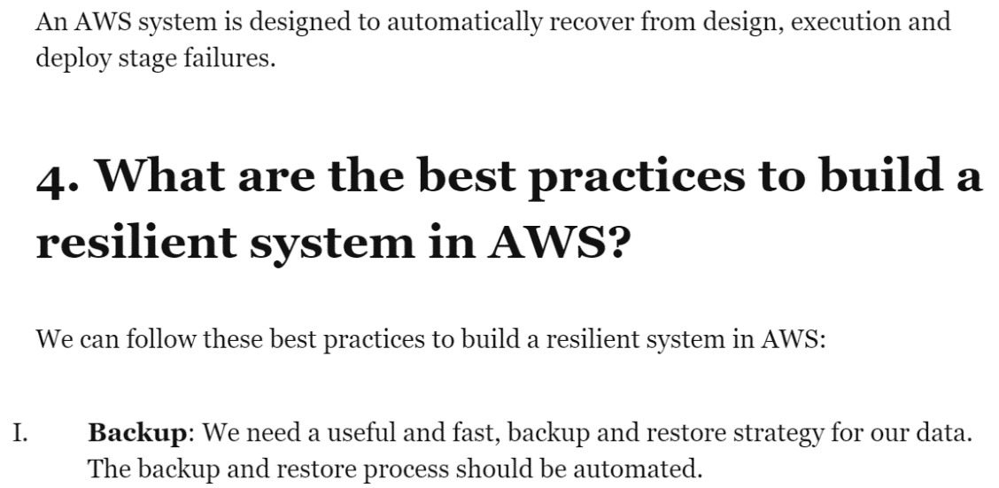 An AWS system is designed to automatically recover from design, execution and
deploy stage failures.
4. What are the best practices to build a
resilient system in AWS?
We can follow these best practices to build a resilient system in AWS:
I. Backup: We need a useful and fast, backup and restore strategy for our data.
The backup and restore process should be automated.